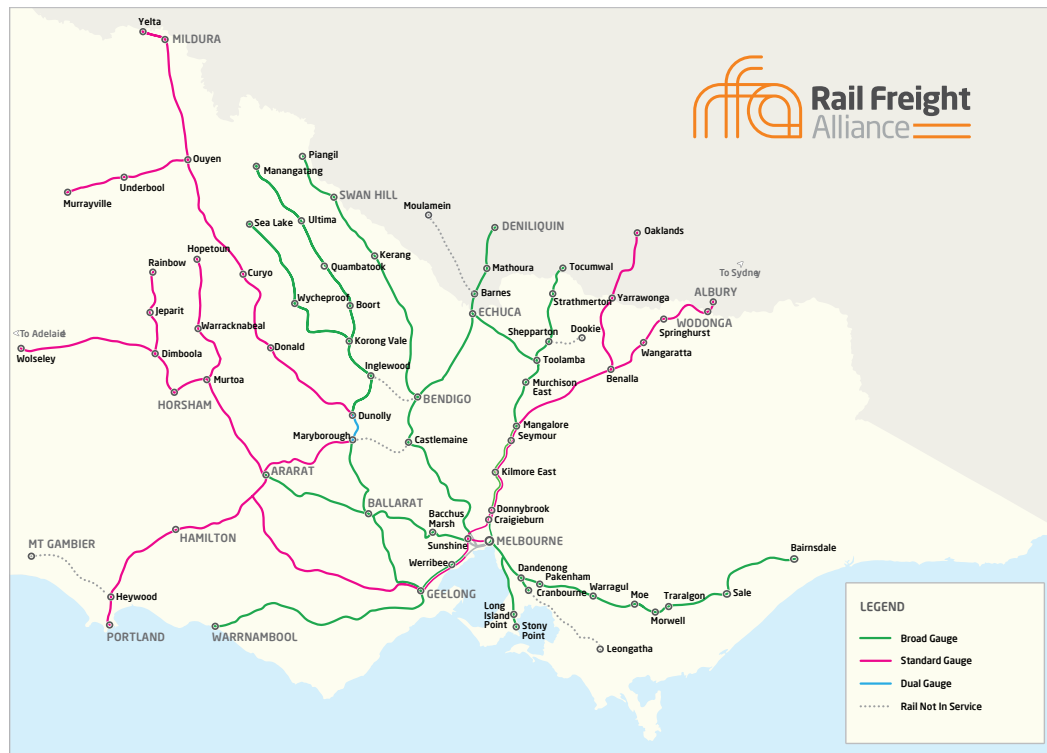 Yelta
MILDURA
Rail Freight
Alliance
Ouyen
Piangil
Manangatang
Underbool
Murrayville
SWAN HILL
Moulamein
Sea Lake
Ultima
DENILIQUIN
Oaklands
Hopetoun
Kerang
Rainbow
Quambatook
Curyo
Mathoura
Tocumwal
To Sydney
Wycheproof
Boort
Barnes
Strathmerton
Yarrawonga
ALBURY
Jeparit
ECHUCA
WODONGA
Warracknabeal
Shepparton
Dookie
Springhurst
To Adelaide
Wolseley
Dimboola
Donald
Korong Vale
Toolamba
Wangaratta
Murtoa
Inglewood
Benalla
HORSHAM
BENDIGO
Murchison
East
Dunolly
Mangalore
Maryborough
Castlemaine
Seymour
ARARAT
Kilmore East
BALLARAT
Donnybrook
Bacchus
Marsh
Craigieburn
HAMILTON
Sunshine
MELBOURNE
MT GAMBIER
Bairnsdale
Werribee
Dandenong
Pakenham
Cranbourne
Warragul
Heywood
GEELONG
Moe
Traralgon
Sale
Long
Island
Point
Morwell
PORTLAND
WARRNAMBOOL
Stony
Point
Leongatha
LEGEND
Broad Gauge
Standard Gauge
Dual Gauge
Rail Not In Service